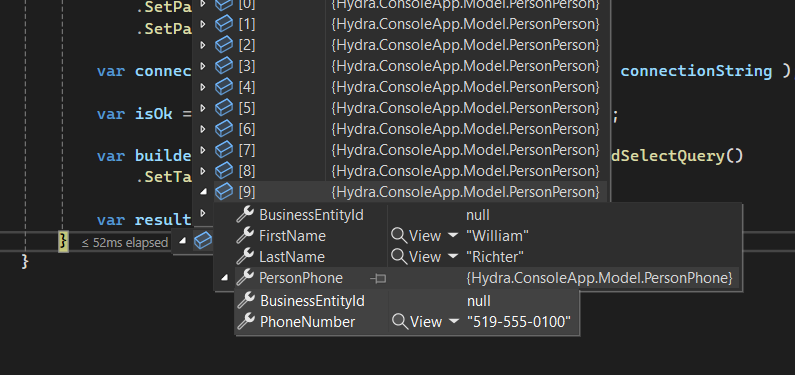 .SetPa
[0] {Hydra.ConsoleApp.Model.PersonPerson}
.SetPa
[1] {Hydra.ConsoleApp.Model.PersonPerson}
[2] {Hydra.ConsoleApp.Model.PersonPerson}
var connec [3] {Hydra.ConsoleApp.Model.PersonPerson} connectionString )
[4] {Hydra.ConsoleApp.Model.PersonPerson}
var isOk = [5] {Hydra.ConsoleApp.Model.PersonPerson} ;
[6] {Hydra.ConsoleApp.Model.PersonPerson}
var builde [7] {Hydra.ConsoleApp.Model.PersonPerson} dSelectQuery()
.SetTa [8] {Hydra.ConsoleApp.Model.PersonPerson}
[9] {Hydra.ConsoleApp.Model.PersonPerson}
var result
BusinessEntityId null
} ≤ 52ms elapsed
FirstName View "William"
}
LastName View "Richter"
PersonPhone {Hydra.ConsoleApp.Model.PersonPhone}
BusinessEntityId null
PhoneNumber View "519-555-0100"